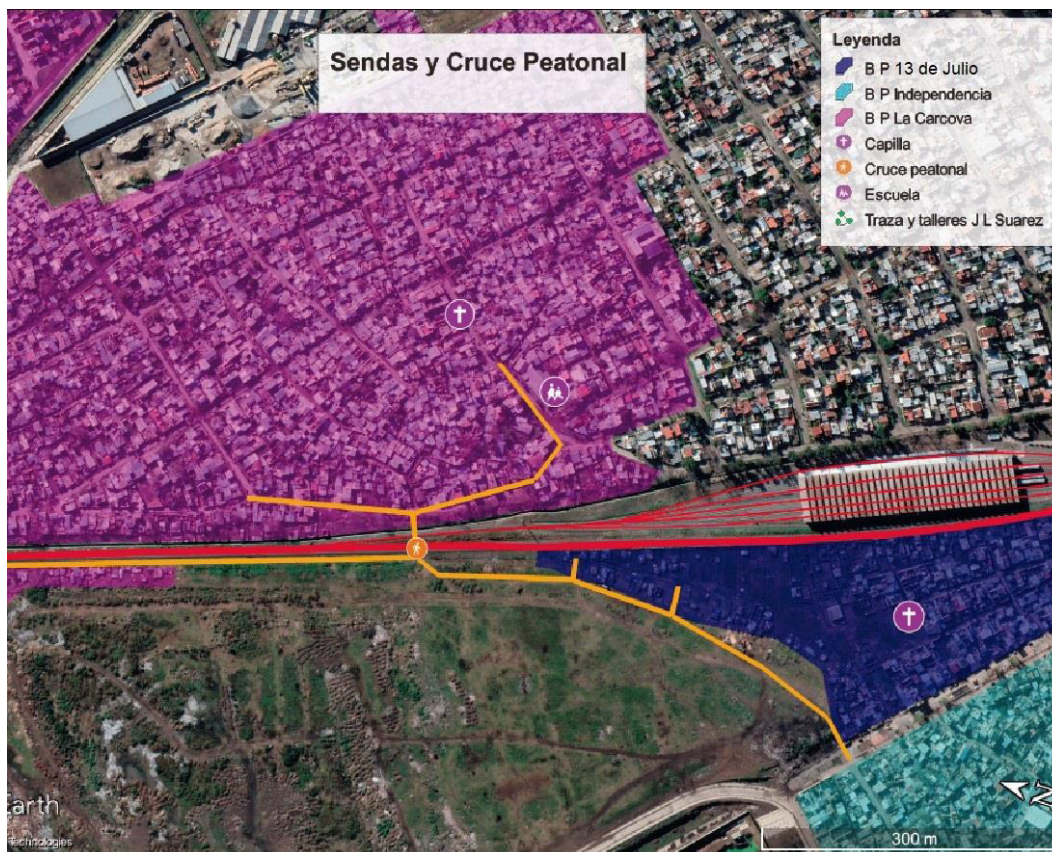 Sendas y Cruce Peatonal
Leyenda
B P 13 de Julio
B P Independencia
B P La Carcova
Capilla
Cruce peatonal
Escuela
Traza y talleres J L Suarez
Earth
Technologies
N
300 m